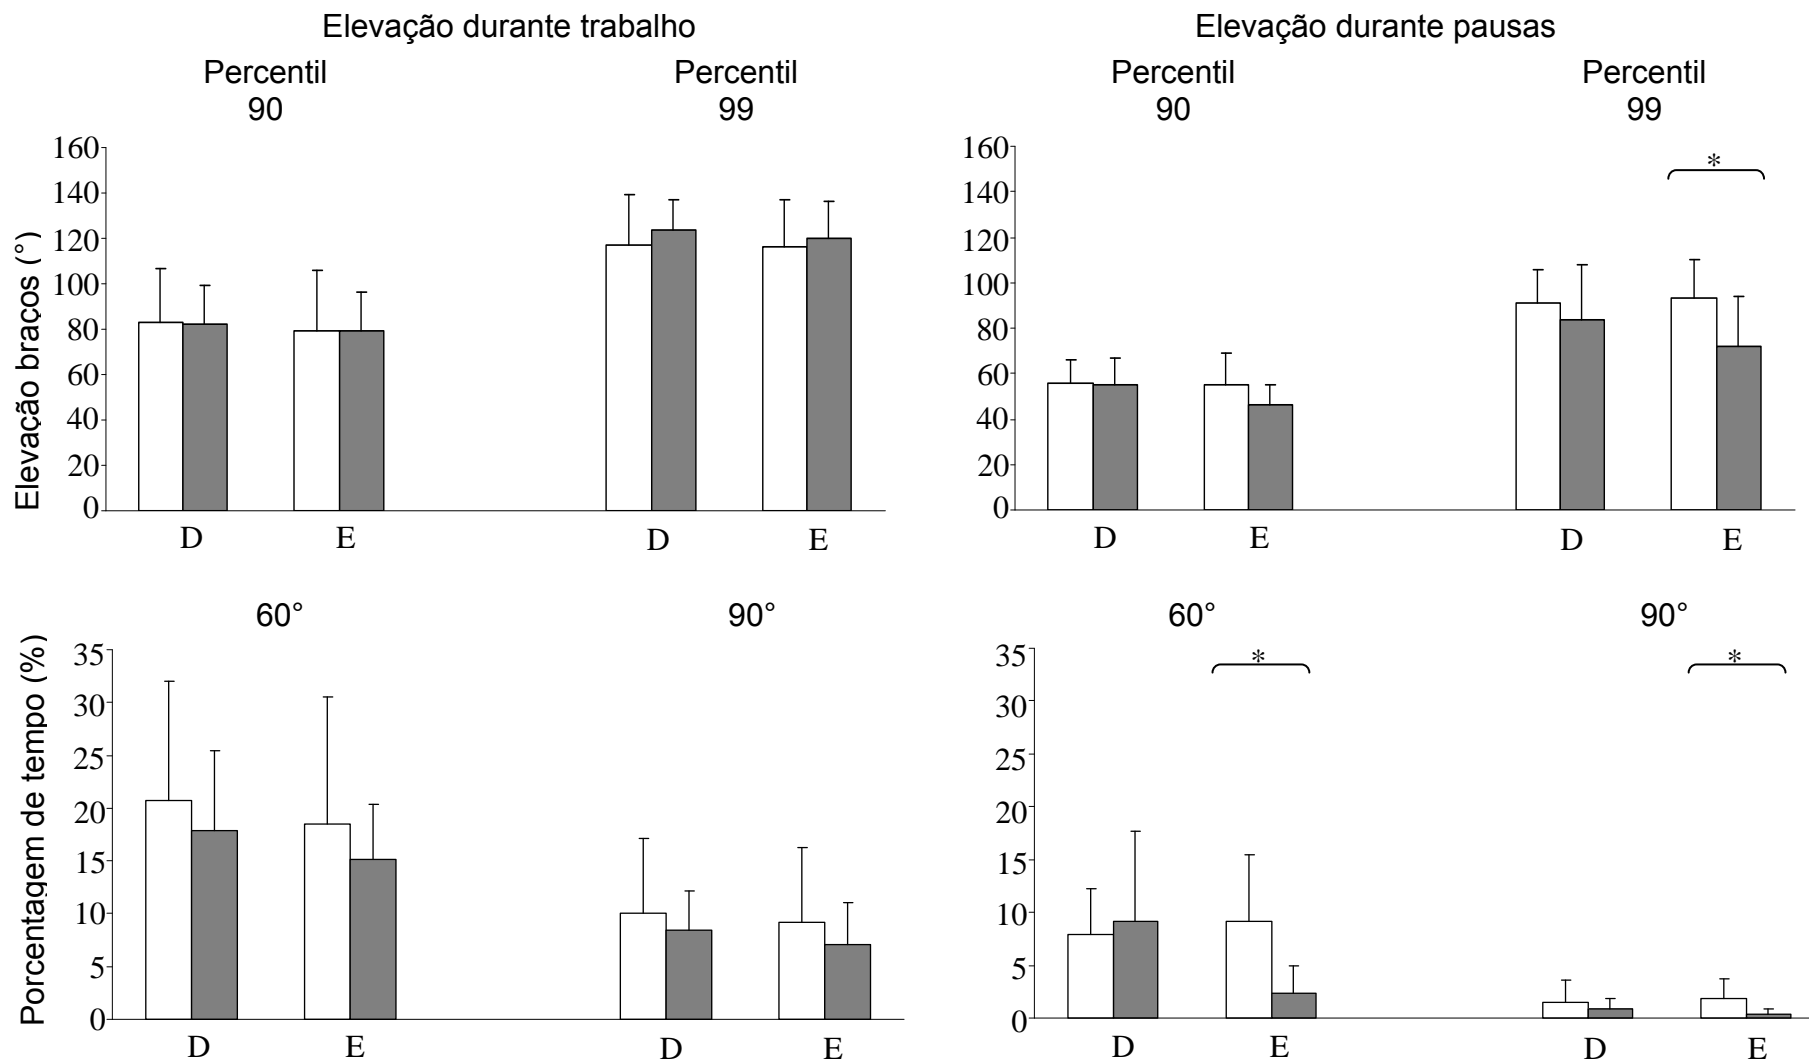 Elevação durante trabalho
Percentil
90
Percentil
99
Elevação braços (°)
160
140
120
100
80
60
40
20
0
D
E
D
E
Elevação durante pausas
Percentil
90
Percentil
99
160
140
120
100
80
60
40
20
0
*
D
E
D
E
60°
90°
Porcentagem de tempo (%)
35
30
25
20
15
10
5
0
D
E
D
E
60°
90°
35
30
25
20
15
10
5
0
*
*
D
E
D
E